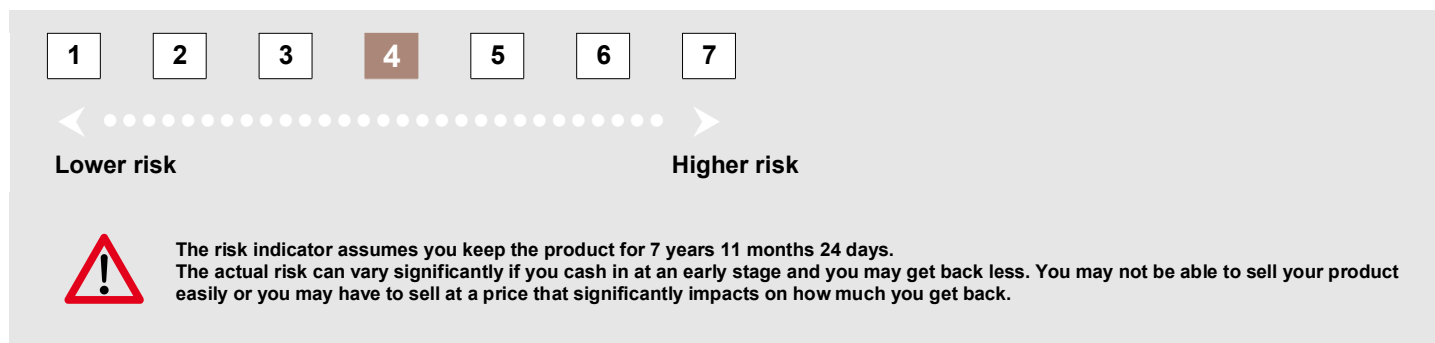 1 2 3 4 5 6 7
Lower risk Higher risk
The risk indicator assumes you keep the product for 7 years 11 months 24 days.
The actual risk can vary significantly if you cash in at an early stage and you may get back less. You may not be able to sell your product
easily or you may have to sell at a price that significantly impacts on how much you get back.